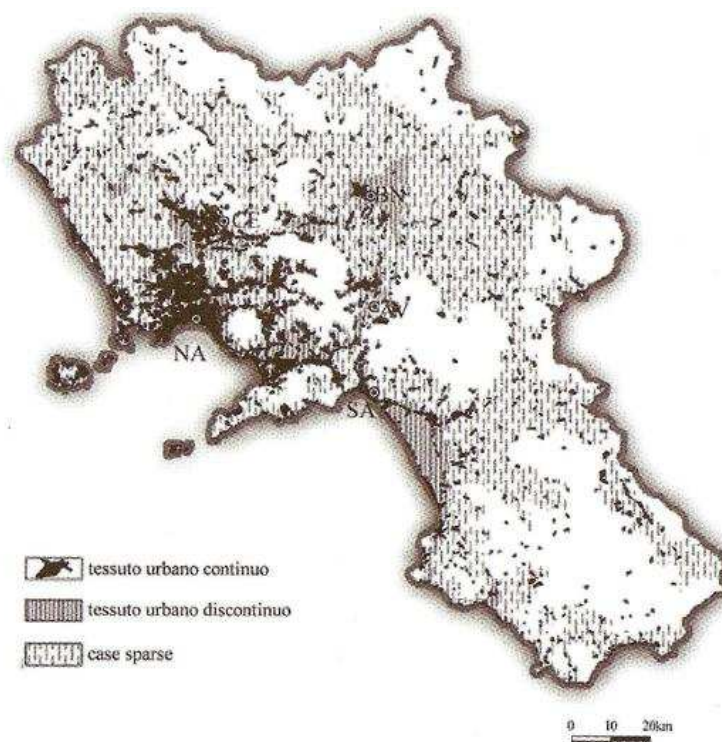 BN
CE
AV
NA
SA
tessuto urbano continuo
tessuto urbano discontinuo
case sparse
0 10 20km